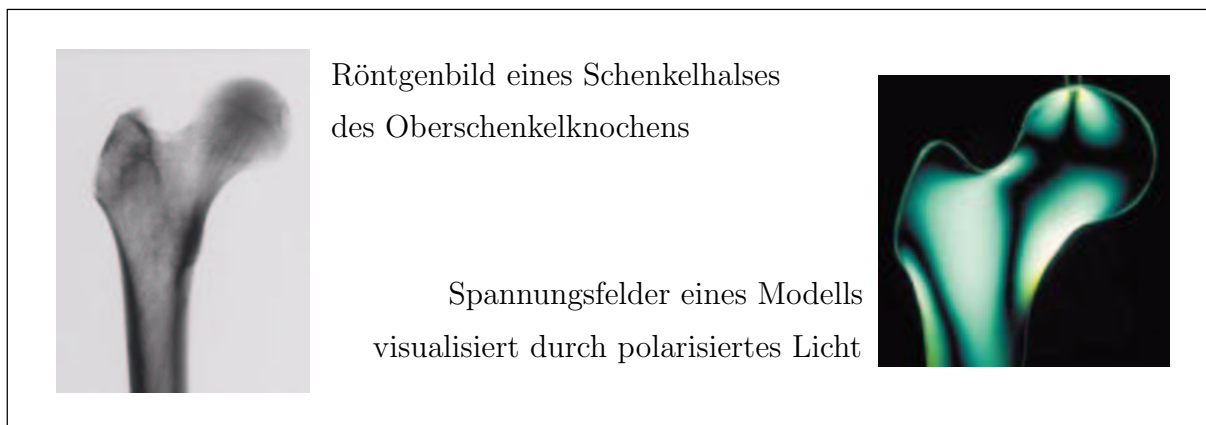 Röntgenbild eines Schenkelhalses
des Oberschenkelknochens
Spannungsfelder eines Modells
visualisiert durch polarisiertes Licht